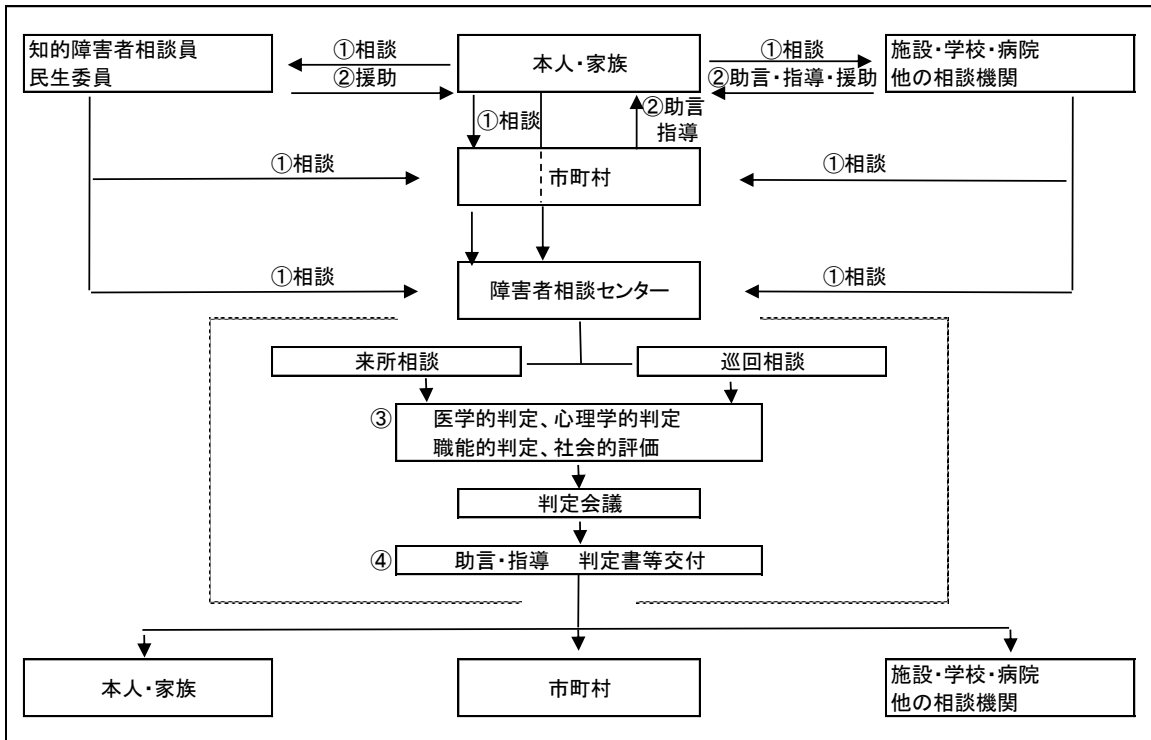 知的障害者相談員
民生委員
①相談
②援助
本人・家族
①相談
②助言・指導・援助
施設・学校・病院
他の相談機関
①相談
②助言
指導
①相談
市町村
①相談
①相談
障害者相談センター
①相談
来所相談
巡回相談
③
医学的判定、心理学的判定
職能的判定、社会的評価
判定会議
④
助言・指導　判定書等交付
本人・家族
市町村
施設・学校・病院
他の相談機関